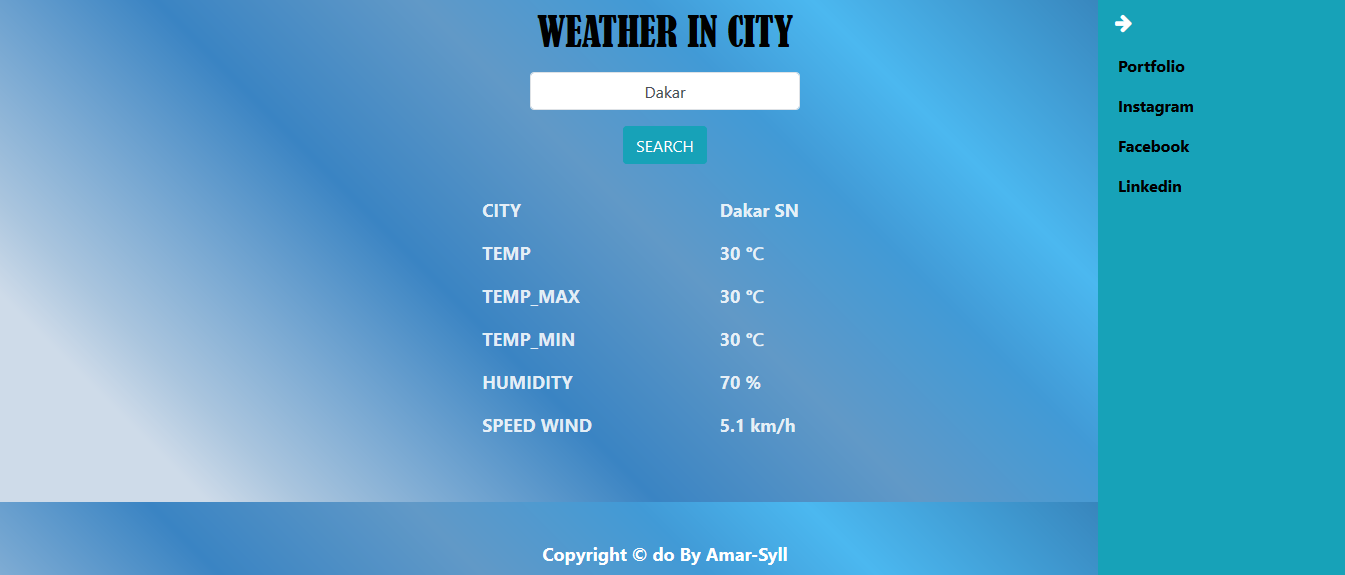 WEATHER IN CITY
Dakar
SEARCH
CITY Dakar SN
TEMP 30 °C
TEMP_MAX 30 °C
TEMP_MIN 30 °C
HUMIDITY 70 %
SPEED WIND 5.1 km/h
Copyright © do By Amar-Syll
Portfolio
Instagram
Facebook
Linkedin